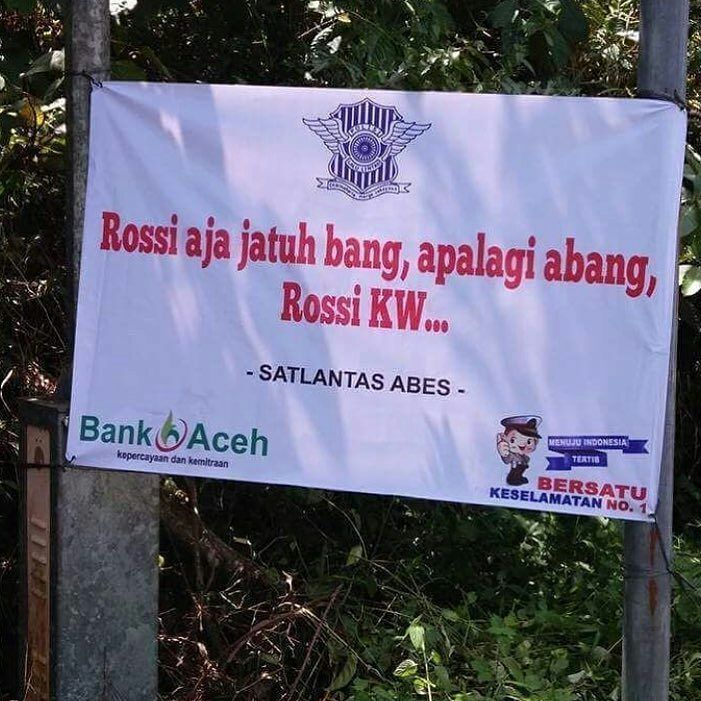 Rossi aja jatuh bang, apalagi abang,
Rossi KW...
- SATLANTAS ABES -
Bank Aceh
kepercayaan dan kemitraan
MENUJU INDONESIA
TERTIB
BERSATU
KESELAMATAN NO. 1